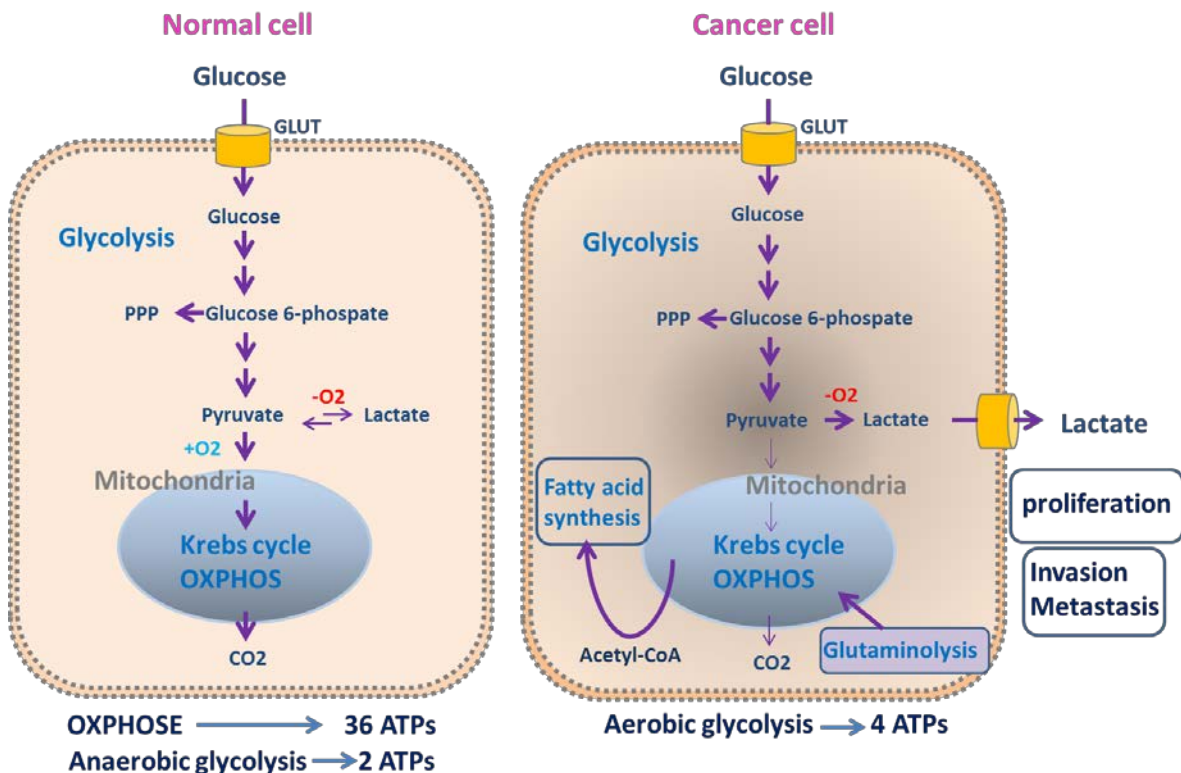 Normal cell
Glucose
GLUT
Glucose
Glycolysis
PPP
Glucose 6-phospate
-O2
Pyruvate
Lactate
+O2
Mitochondria
Krebs cycle
OXPHOS
CO2
OXPHOSE
36 ATPs
Anaerobic glycolysis
2 ATPs
Cancer cell
Glucose
GLUT
Glucose
Glycolysis
PPP
Glucose 6-phospate
-O2
Pyruvate
Lactate
Lactate
Mitochondria
Fatty acid
synthesis
Krebs cycle
OXPHOS
Acetyl-CoA
CO2
Glutaminolysis
proliferation
Invasion
Metastasis
Aerobic glycolysis
4 ATPs